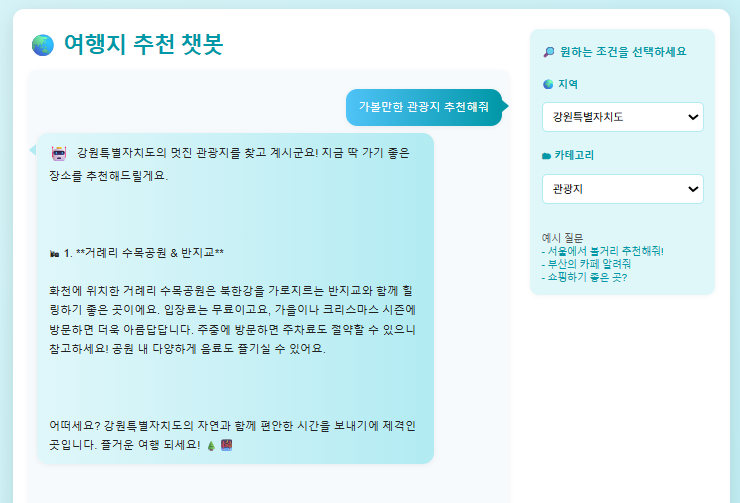 여행지 추천 챗봇
가볼만한 관광지 추천해줘
강원특별자치도의 멋진 관광지를 찾고 계시군요! 지금 딱 가기 좋은
장소를 추천해드릴게요.
1. **거례리 수목공원 & 반지교**
화천에 위치한 거례리 수목공원은 북한강을 가로지르는 반지교와 함께 힐
링하기 좋은 곳이에요. 입장료는 무료이고요, 가을이나 크리스마스 시즌에
방문하면 더욱 아름답답니다. 주중에 방문하면 주차료도 절약할 수 있으니
참고하세요! 공원 내 다양하게 음료도 즐기실 수 있어요.
어떠세요? 강원특별자치도의 자연과 함께 편안한 시간을 보내기에 제격인
곳입니다. 즐거운 여행 되세요!
원하는 조건을 선택하세요
지역
강원특별자치도
카테고리
관광지
예시 질문
- 서울에서 볼거리 추천해줘!
- 부산의 카페 알려줘
- 쇼핑하기 좋은 곳?